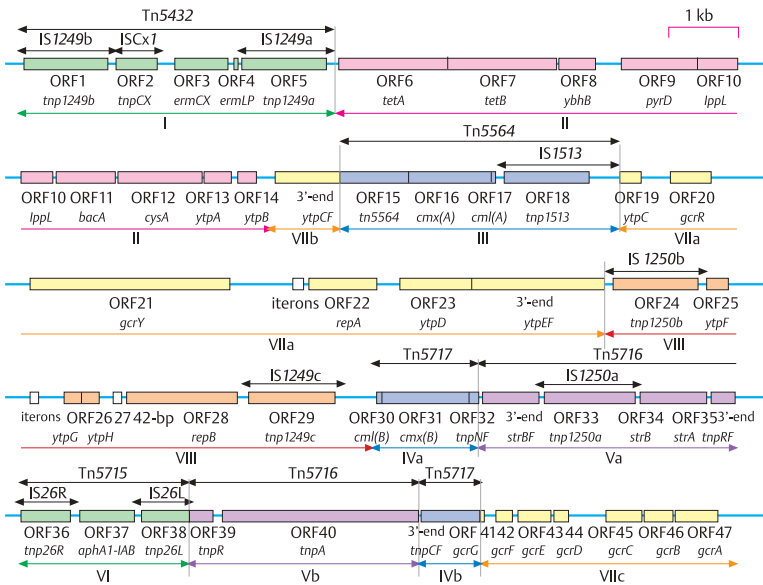 Tn5432
IS1249b ISCx1 IS1249a 1 kb
ORF1 ORF2 ORF3 ORF4 ORF5 ORF6 ORF7 ORF8 ORF9 ORF10
tnp1249b tnpCX ermCX ermLP tnp1249a tetA tetB ybhB pyrD lppL
I II
Tn5564
IS1513
ORF10 ORF11 ORF12 ORF13 ORF14 3'-end ORF15 ORF16 ORF17 ORF18 ORF19 ORF20
lppL bacA cysA ytpA ytpB ytpCF tn5564 cmx(A) cml(A) tnp1513 ytpC gcrR
II VIIb III VIIa
IS 1250b
ORF21 iterons ORF22 ORF23 3'-end ORF24 ORF25
gcrY repA ytpD ytpEF tnp1250b ytpF
VIIa VIII
Tn5717 Tn5716
IS1249c IS1250a
iterons ORF26 27 42-bp ORF28 ORF29 ORF30 ORF31 ORF32 3'-end ORF33 ORF34 ORF35 3'-end
ytpG ytpH repB tnp1249c cml(B) cmx(B) tnpNF strBF tnp1250a strB strA tnpRF
VIII IVa Va
Tn5715 Tn5716 Tn5717
IS26R IS26L
ORF36 ORF37 ORF38 ORF39 ORF40 3'-end ORF 41 42 ORF43 44 ORF45 ORF46 ORF47
tnp26R aphA1-IAB tnp26L tnpR tnpA tnpCF gcrG gcrF gcrE gcrD gcrC gcrB gcrA
VI Vb IVb VIIc